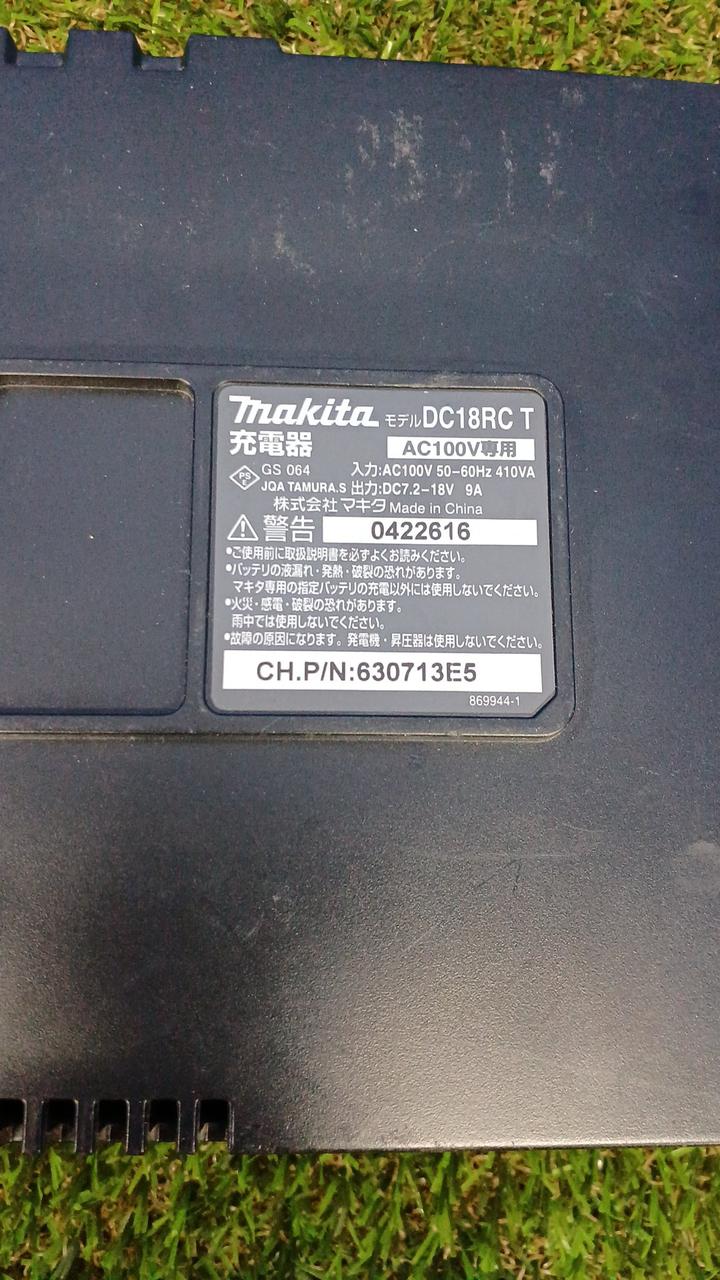 makita モデルDC18RC T
充電器 AC100V専用
PS E GS 064 入力:AC100V 50-60Hz 410VA
JQA TAMURA.S 出力:DC7.2-18V 9A
株式会社マキタ Made in China
警告 0422616
•ご使用前に取扱説明書を必ずよくお読みください。
•バッテリの液漏れ・発熱・破裂の恐れがあります。
マキタ専用の指定バッテリの充電以外には使用しないでください。
•火災・感電・破裂の恐れがあります。
雨中では使用しないでください。
•故障の原因になります。発電機・昇圧器は使用しないでください。
CH.P/N:630713E5
869944-1